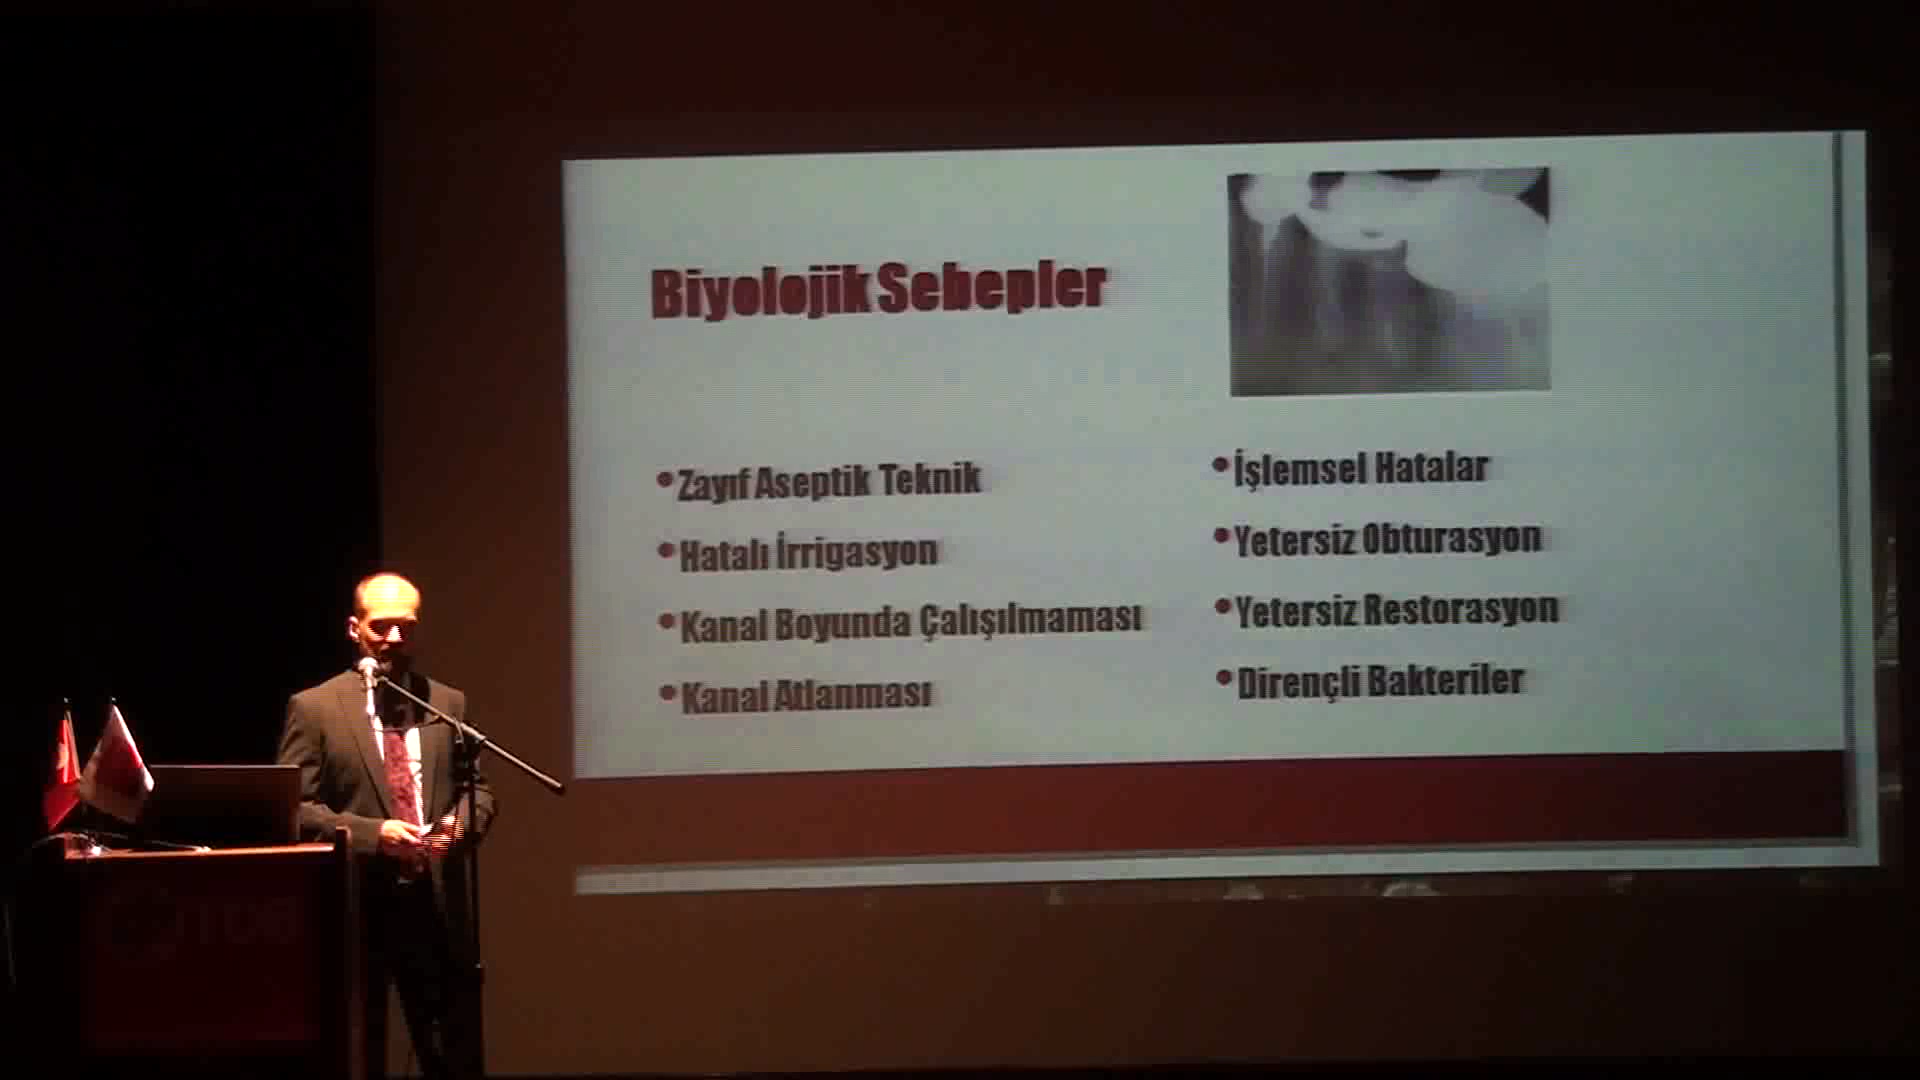 Biyolojik Sebepler
•Zayıf Aseptik Teknik
•Hatalı İrrigasyon
•Kanal Boyunda Çalışılmaması
•Kanal Atlanması
•İşlemsel Hatalar
•Yetersiz Obturasyon
•Yetersiz Restorasyon
•Dirençli Bakteriler